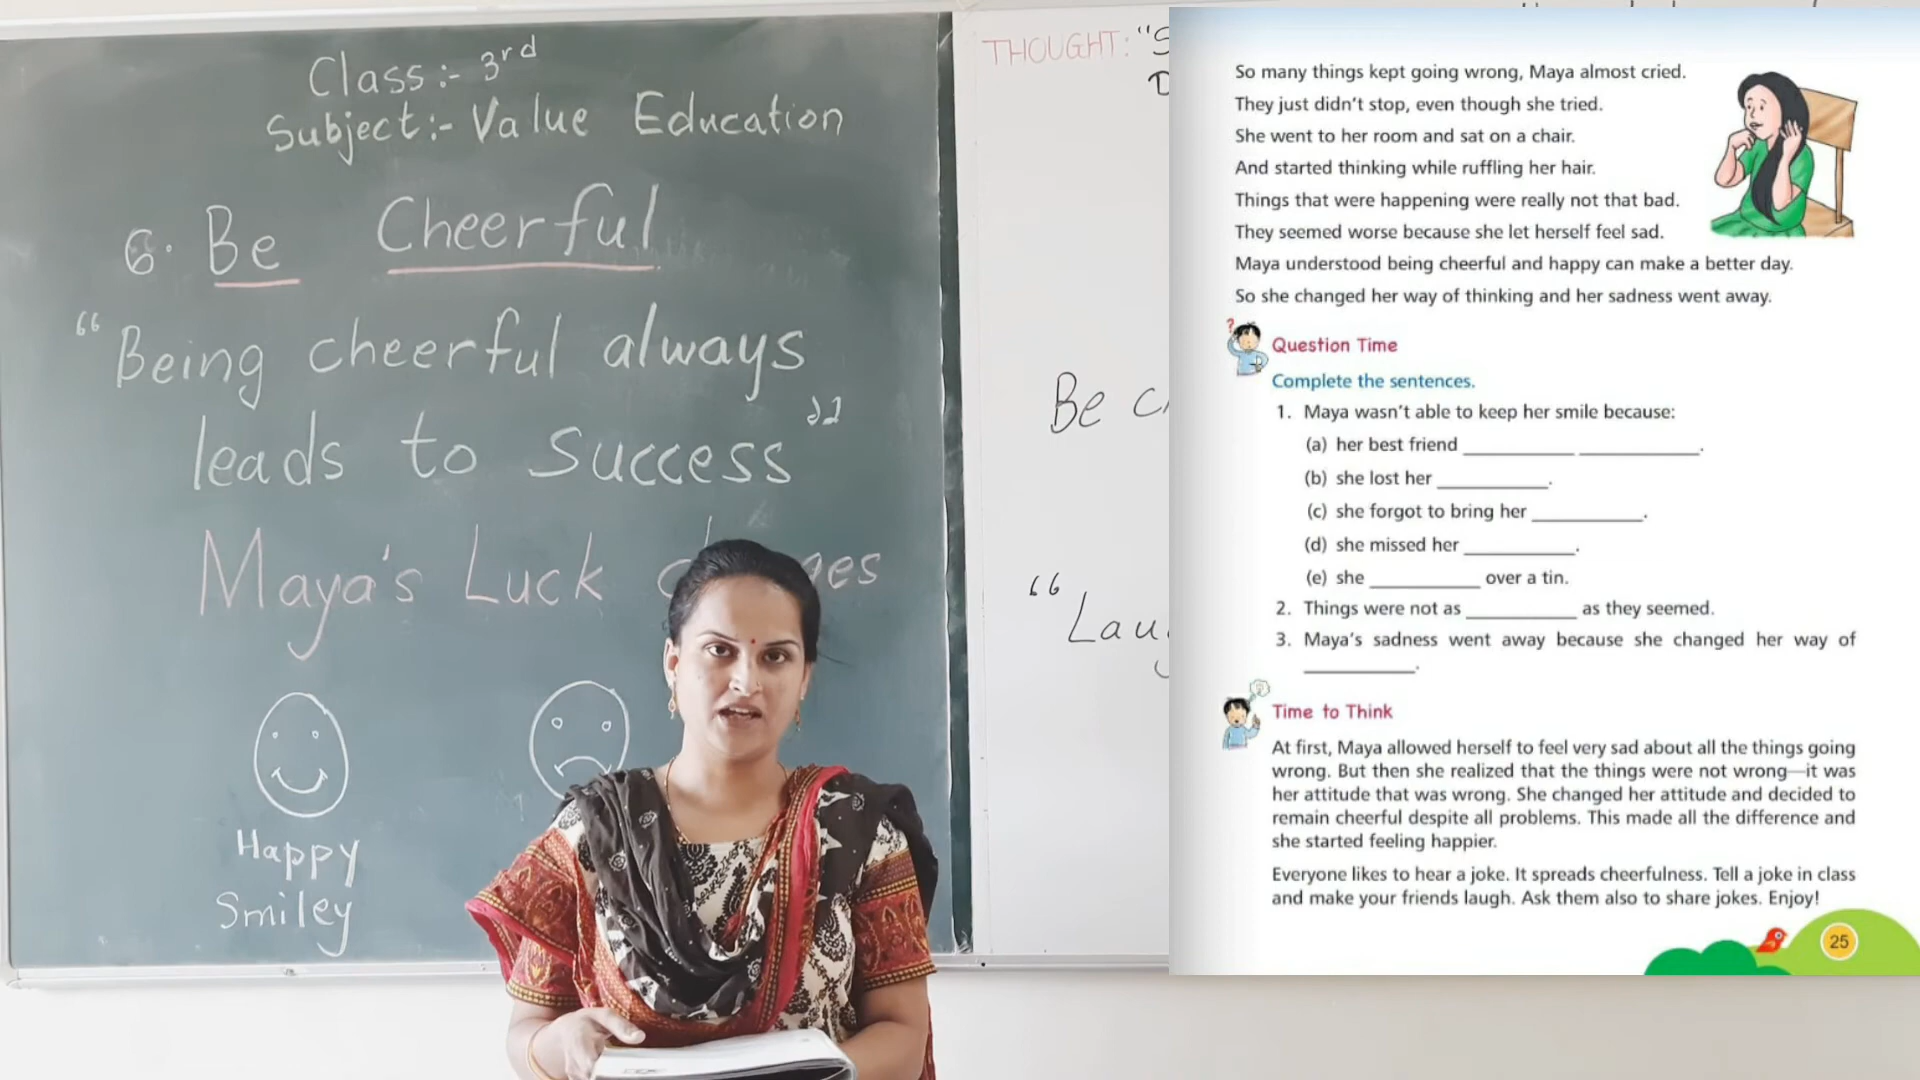 Class:- 3rd
Subject:- Value Education
6. Be Cheerful
"Being cheerful always
leads to success"
Maya's Luck
Happy
Smiley
THOUGHT: "S
Be C
"Lau
So many things kept going wrong, Maya almost cried.
They just didn't stop, even though she tried.
She went to her room and sat on a chair.
And started thinking while ruffling her hair.
Things that were happening were really not that bad.
They seemed worse because she let herself feel sad.
Maya understood being cheerful and happy can make a better day.
So she changed her way of thinking and her sadness went away.
?
Question Time
Complete the sentences.
1. Maya wasn't able to keep her smile because:
(a) her best friend ____________ ____________.
(b) she lost her ____________.
(c) she forgot to bring her ____________.
(d) she missed her ____________.
(e) she ____________ over a tin.
2. Things were not as ____________ as they seemed.
3. Maya's sadness went away because she changed her way of
____________.
Time to Think
At first, Maya allowed herself to feel very sad about all the things going
wrong. But then she realized that the things were not wrong—it was
her attitude that was wrong. She changed her attitude and decided to
remain cheerful despite all problems. This made all the difference and
she started feeling happier.
Everyone likes to hear a joke. It spreads cheerfulness. Tell a joke in class
and make your friends laugh. Ask them also to share jokes. Enjoy!
25